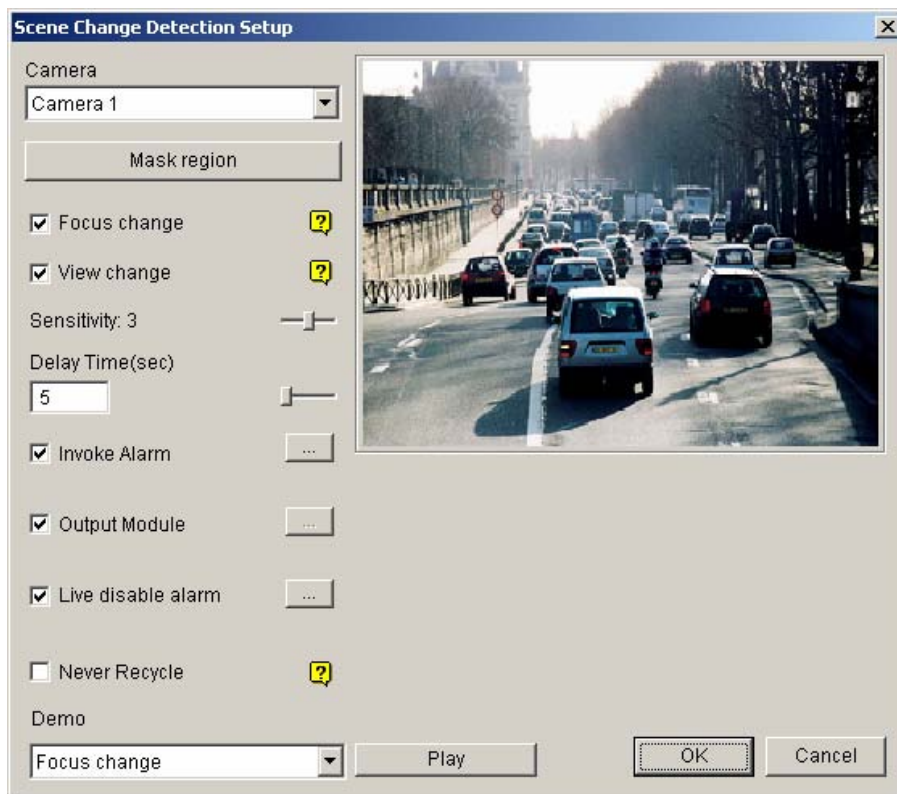 Scene Change Detection Setup
Camera
Camera 1
Mask region
Focus change
?
View change
?
Sensitivity: 3
Delay Time(sec)
5
Invoke Alarm
...
Output Module
...
Live disable alarm
...
Never Recycle
?
Demo
Focus change
Play
OK
Cancel